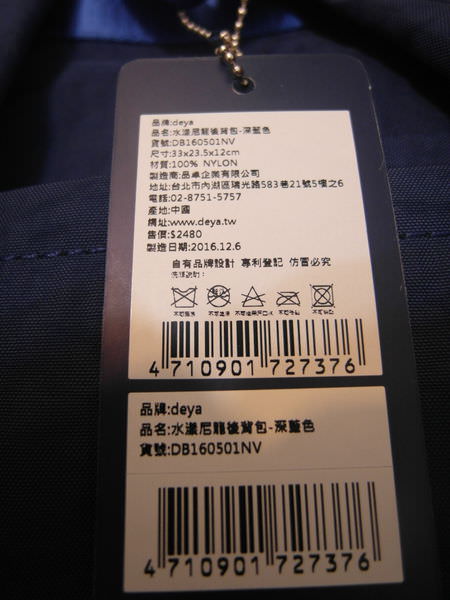 品牌:deya
品名:水漾尼龍後背包-深藍色
貨號:DB160501NV
尺寸:33x23.5x12cm
材質:100% NYLON
製造商:品卓企業有限公司
地址:台北市內湖區瑞光路583巷21號5樓之6
電話:02-8751-5757
產地:中國
網址:www.deya.tw
售價:$2480
製造日期:2016.12.6
自有品牌設計 專利登記 仿冒必究
洗滌說明:
4 710901 727376
品牌:deya
品名:水漾尼龍後背包-深藍色
貨號:DB160501NV
4 710901 727376